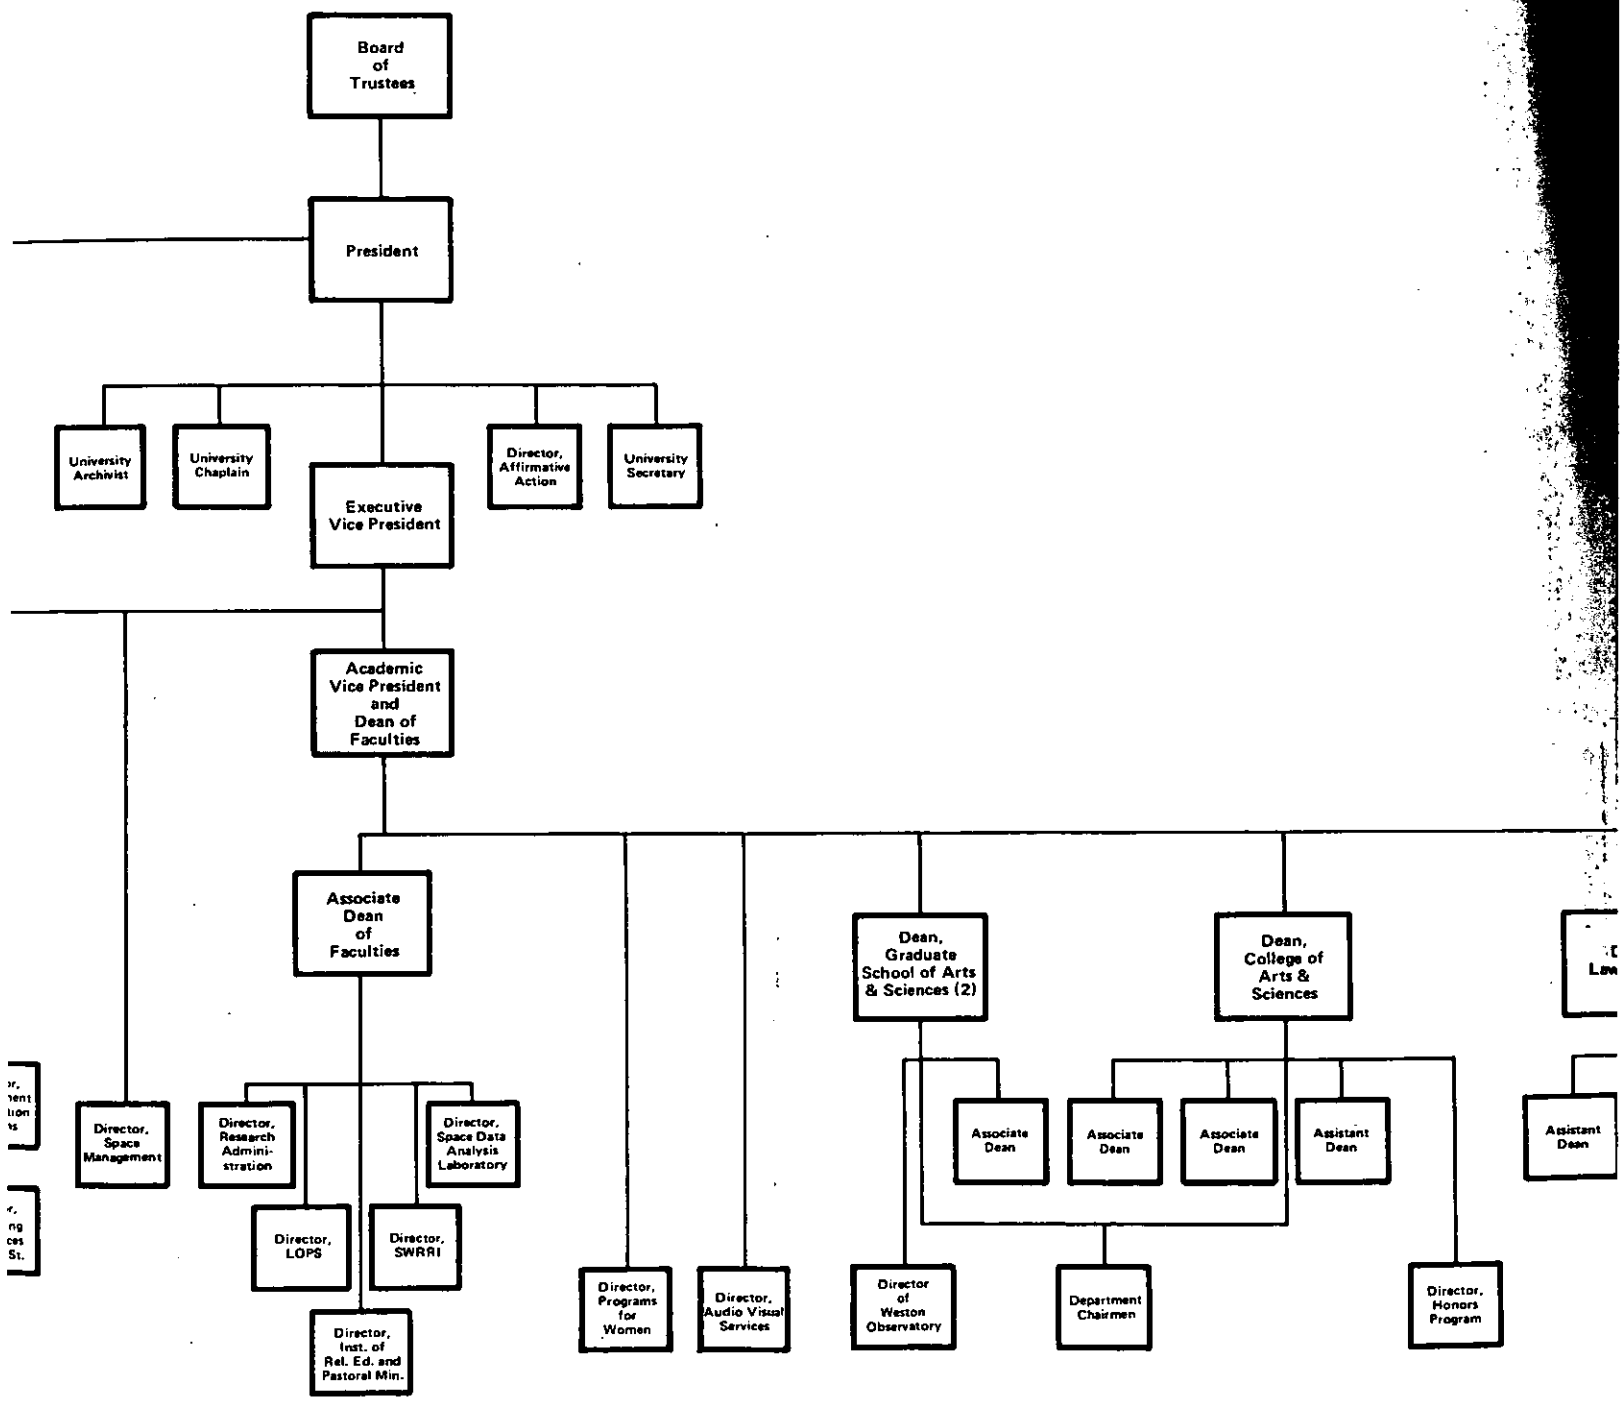 Board
of
Trustees
President
University
Archivist
University
Chaplain
Director,
Affirmative
Action
University
Secretary
Executive
Vice President
Academic
Vice President
and
Dean of
Faculties
Associate
Dean
of
Faculties
Dean,
Graduate
School of Arts
& Sciences (2)
Dean,
College of
Arts &
Sciences
Law
Director,
Space
Management
Director,
Research
Admini-
stration
Director,
Space Data
Analysis
Laboratory
Associate
Dean
Associate
Dean
Associate
Dean
Assistant
Dean
Assistant
Dean
Director,
LOPS
Director,
SWRRI
St.
Director,
Inst. of
Rel. Ed. and
Pastoral Min.
Director,
Programs
for
Women
Director,
Audio Visual
Services
Director
of
Weston
Observatory
Department
Chairmen
Director,
Honors
Program